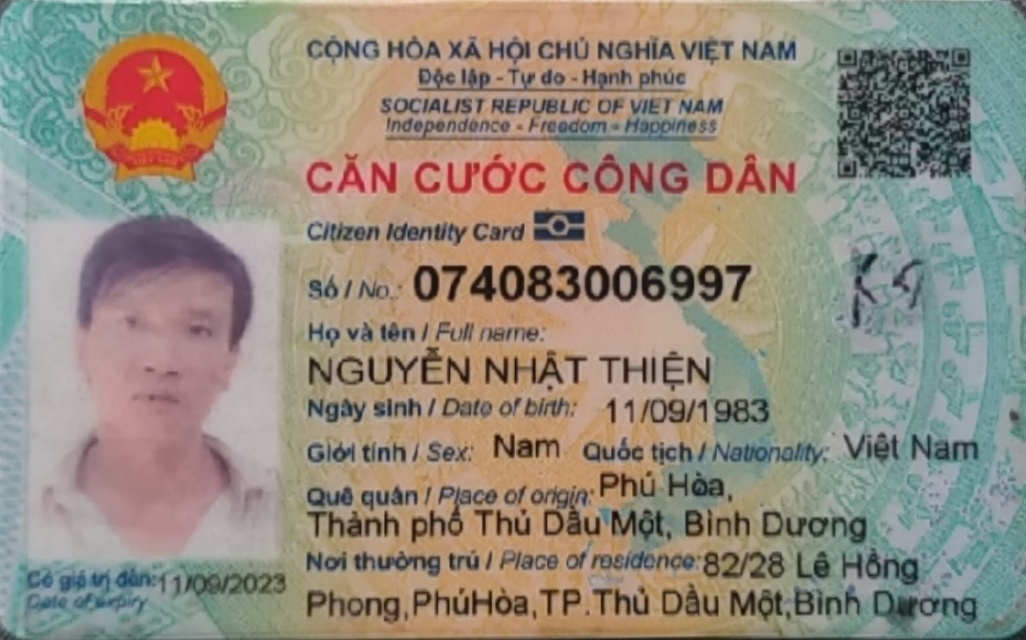 CỘNG HÒA XÃ HỘI CHỦ NGHĨA VIỆT NAM
Độc lập - Tự do - Hạnh phúc
SOCIALIST REPUBLIC OF VIET NAM
Independence - Freedom - Happiness
CĂN CƯỚC CÔNG DÂN
Citizen Identity Card
Số / No.: 074083006997
Họ và tên / Full name:
NGUYỄN NHẬT THIỆN
Ngày sinh / Date of birth: 11/09/1983
Giới tính / Sex: Nam Quốc tịch / Nationality: Việt Nam
Quê quán / Place of origin: Phú Hòa,
Thành phố Thủ Dầu Một, Bình Dương
Nơi thường trú / Place of residence: 82/28 Lê Hồng
Phong,PhúHòa,TP.Thủ Dầu Một,Bình Dương
Có giá trị đến: 11/09/2023
Date of expiry